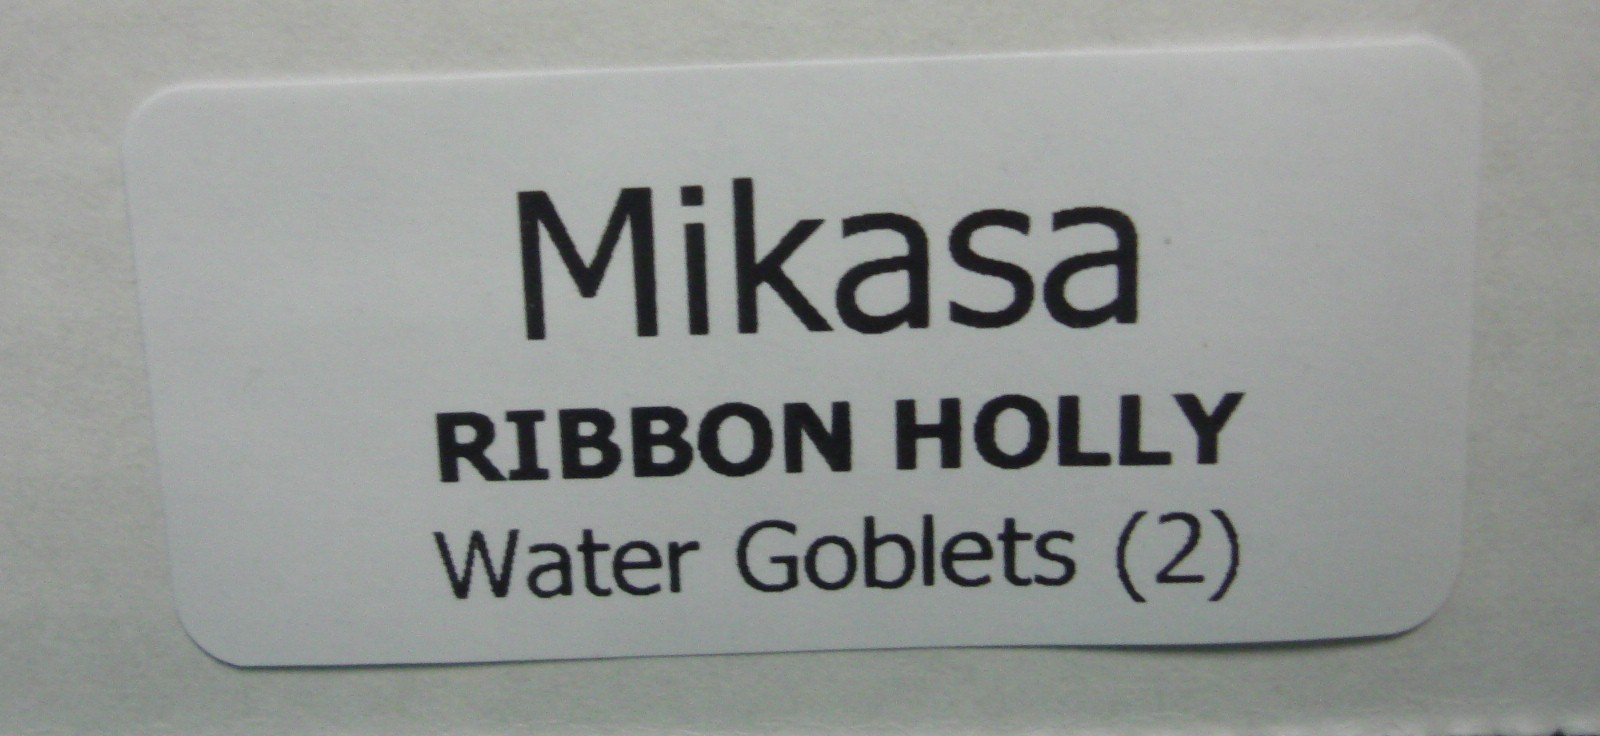 Mikasa
RIBBON HOLLY
Water Goblets (2)